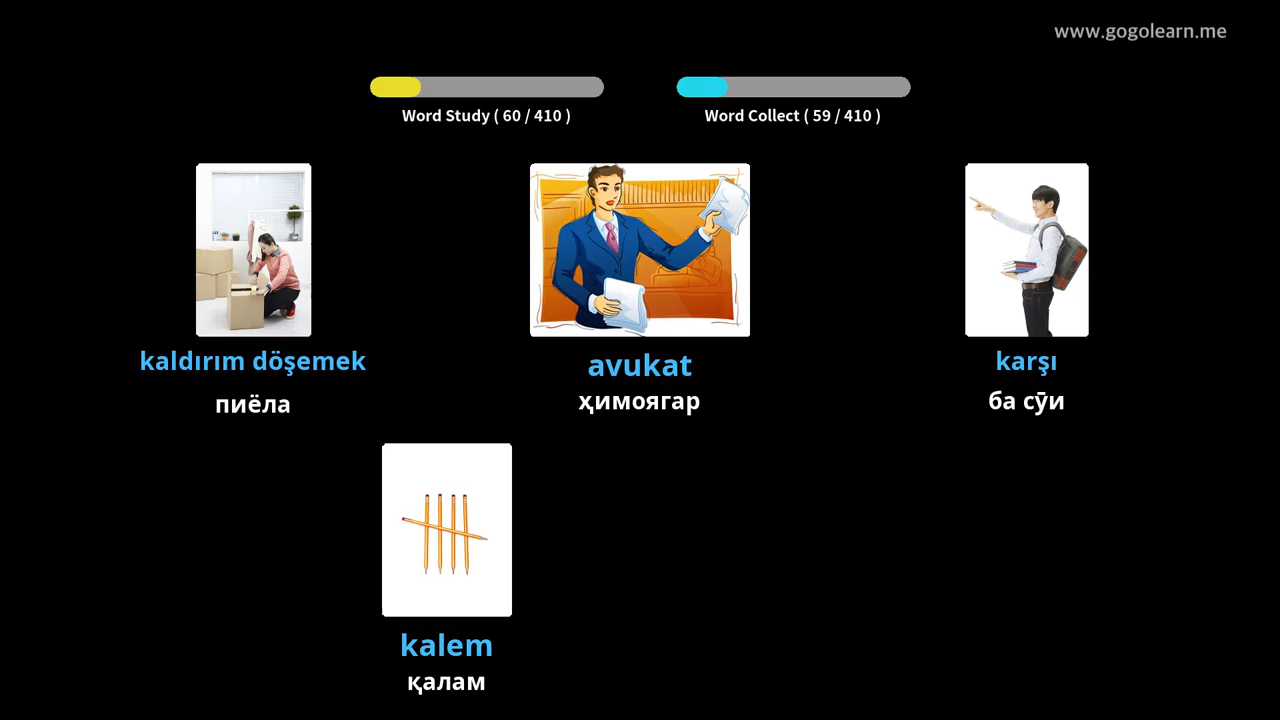 www.gogolearn.me
Word Study ( 60 / 410 )
Word Collect ( 59 / 410 )
kaldırım döşemek
пиёла
avukat
ҳимоягар
karşı
ба сӯи
kalem
қалам